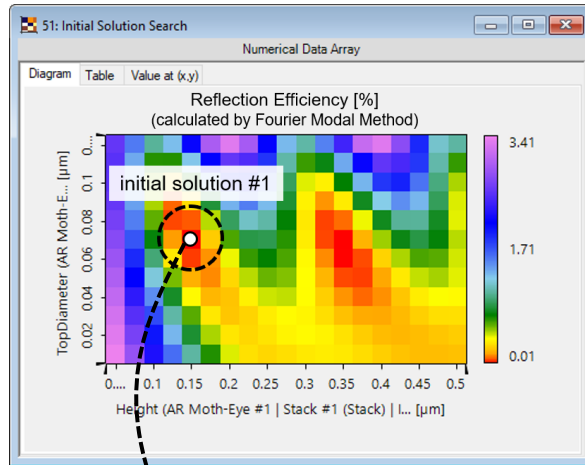 51: Initial Solution Search
Numerical Data Array
Diagram Table Value at (x,y)
Reflection Efficiency [%]
(calculated by Fourier Modal Method)
initial solution #1
TopDiameter (AR Moth-E... [µm]
0....
0.1
0.08
0.06
0.04
0.02
3.41
1.71
0.01
0.... 0.1 0.15 0.2 0.25 0.3 0.35 0.4 0.45 0.5
Height (AR Moth-Eye #1 | Stack #1 (Stack) | I... [µm]